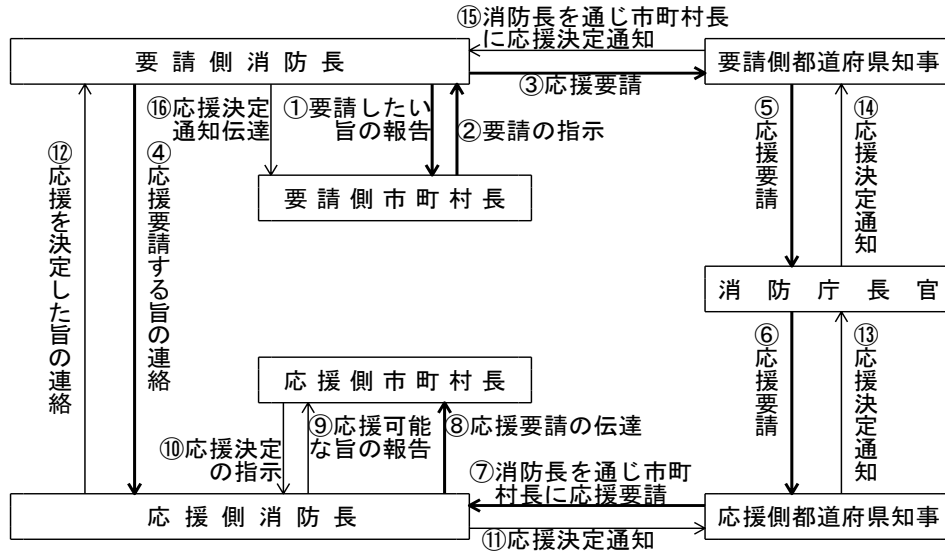 ⑮消防長を通じ市町村長
に応援決定通知
要請側消防長
要請側都道府県知事
③応援要請
⑯応援決定
通知伝達
①要請したい
旨の報告
②要請の指示
⑤応援要請
⑭応援決定通知
⑫応援を決定した旨の連絡
④応援要請する旨の連絡
要請側市町村長
消防庁長官
⑥応援要請
⑬応援決定通知
応援側市町村長
⑩応援決定
の指示
⑨応援可能
な旨の報告
⑧応援要請の伝達
⑦消防長を通じ市町
村長に応援要請
応援側消防長
応援側都道府県知事
⑪応援決定通知